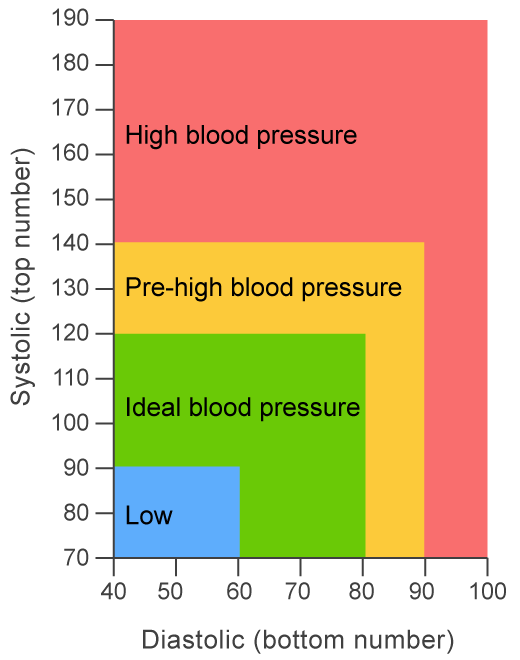 190
180
170
160
150
140
130
120
110
100
90
80
70
Systolic (top number)
High blood pressure
Pre-high blood pressure
Ideal blood pressure
Low
40 50 60 70 80 90 100
Diastolic (bottom number)